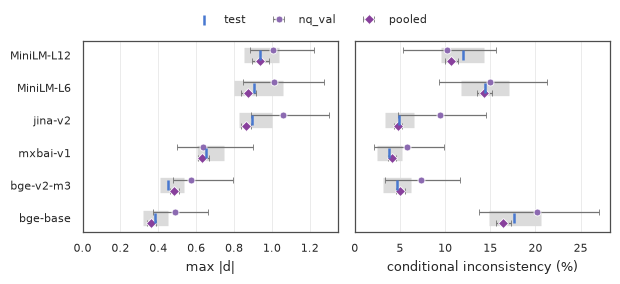 test nq_val pooled
MiniLM-L12
MiniLM-L6
jina-v2
mxbai-v1
bge-v2-m3
bge-base
0.0 0.2 0.4 0.6 0.8 1.0 1.2
max |d|
0 5 10 15 20 25
conditional inconsistency (%)